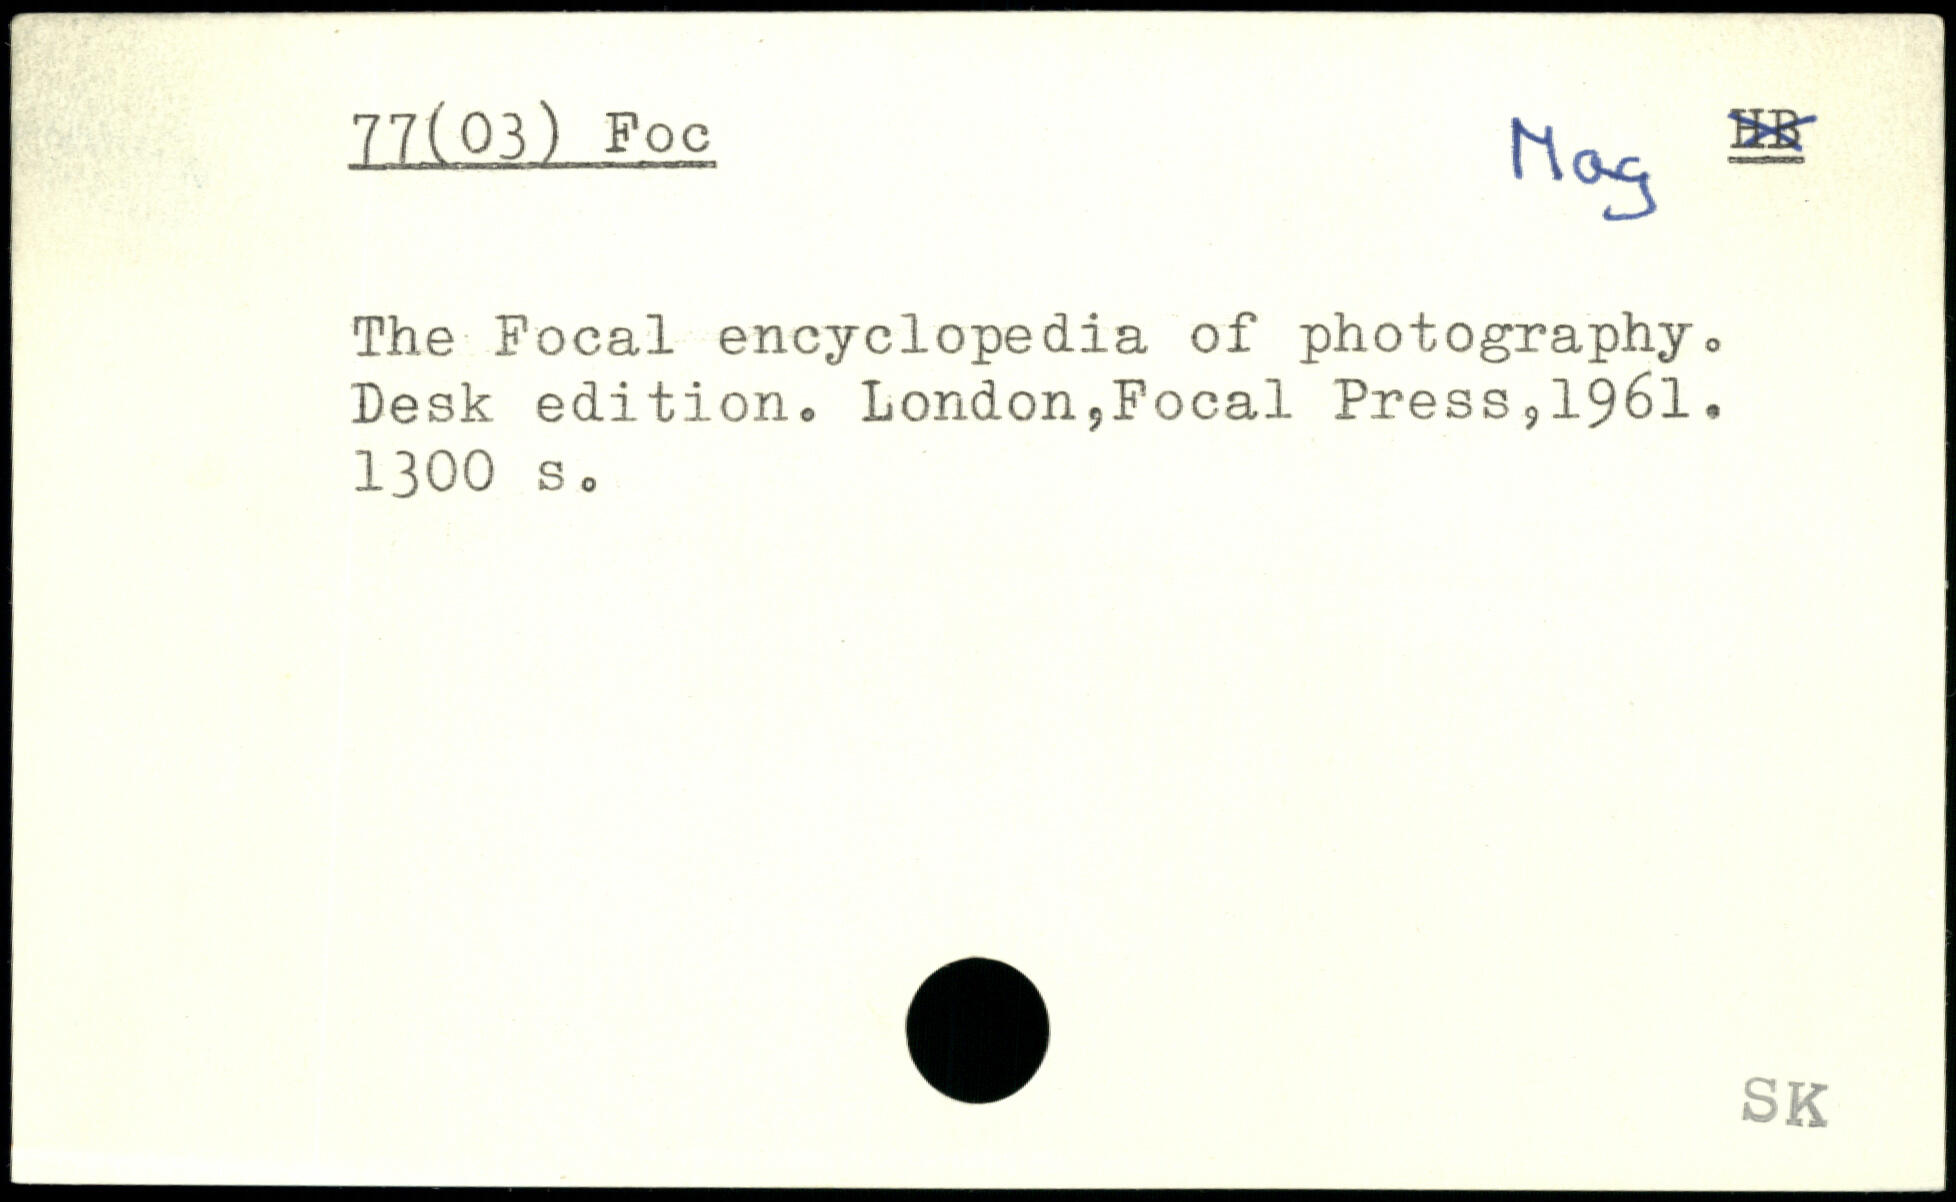 77(03) Foc
Mag HB
The Focal encyclopedia of photography.
Desk edition. London,Focal Press,1961.
1300 s.
SK